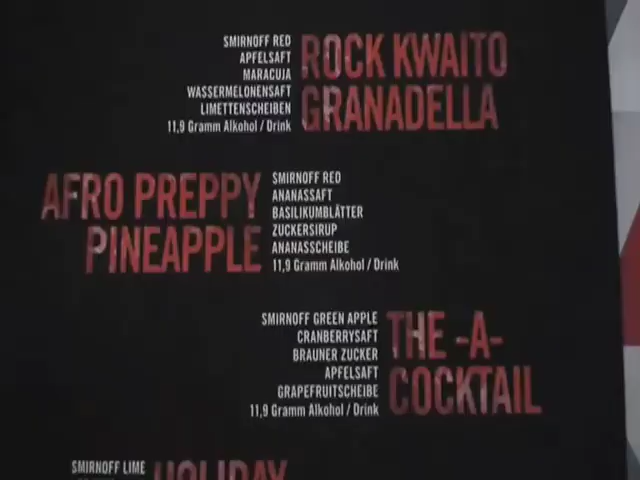 SMIRNOFF RED
APFELSAFT
MARACUJA
WASSERMELONENSAFT
LIMETTENSCHEIBEN
11,9 Gramm Alkohol / Drink
ROCK KWAITO
GRANADELLA
AFRO PREPPY
PINEAPPLE
SMIRNOFF RED
ANANASSAFT
BASILIKUMBLÄTTER
ZUCKERSIRUP
ANANASSCHEIBE
11,9 Gramm Alkohol / Drink
SMIRNOFF GREEN APPLE
CRANBERRYSAFT
BRAUNER ZUCKER
APFELSAFT
GRAPEFRUITSCHEIBE
11,9 Gramm Alkohol / Drink
THE -A-
COCKTAIL
SMIRNOFF LIME
HOLIDAY